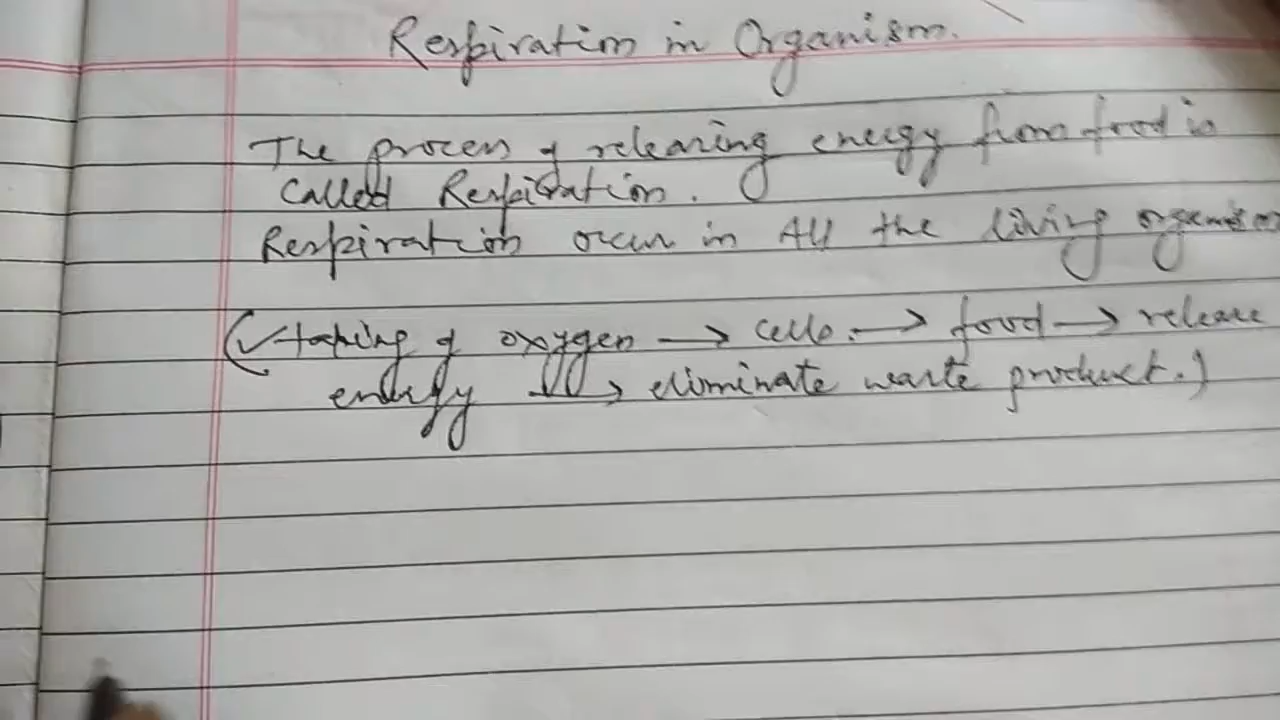 Respiration in Organism.
The process of releasing energy from food is
called Respiration.
Respiration occur in All the living organism
(✓taking of oxygen → cells. → food → release
energy → eliminate waste product.)